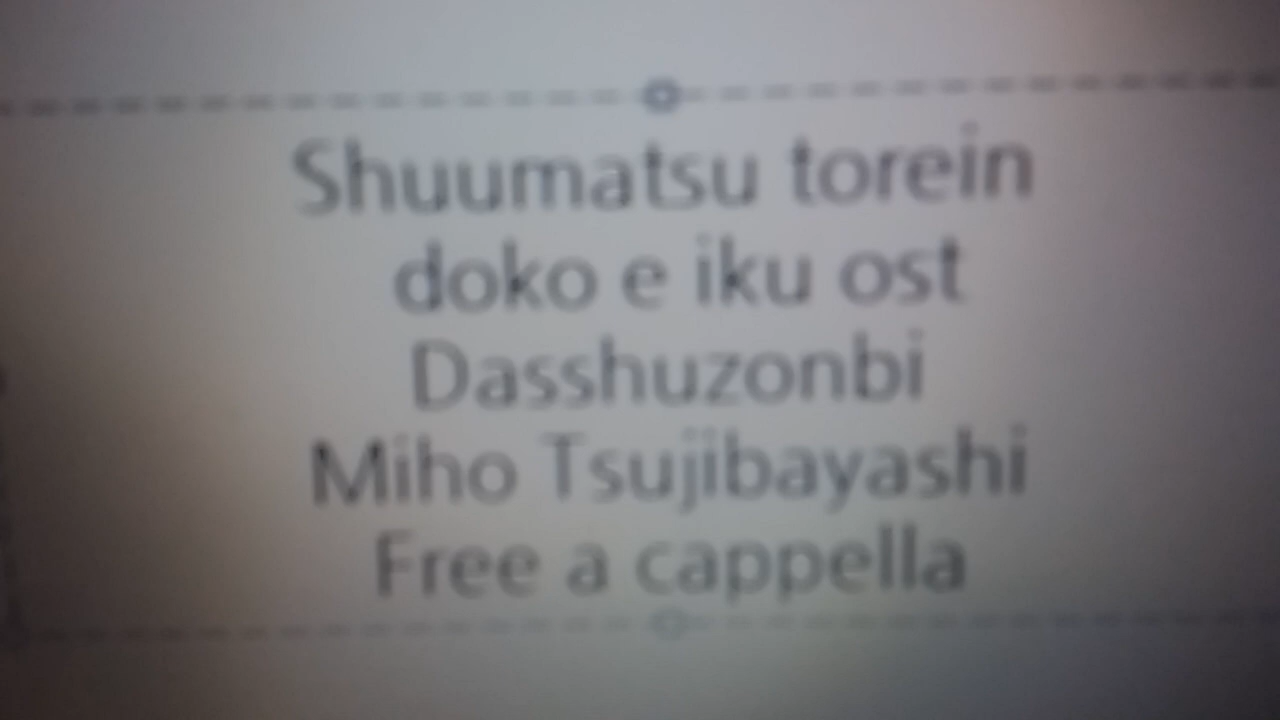 Shuumatsu torein
doko e iku ost
Dasshuzonbi
Miho Tsujibayashi
Free a cappella